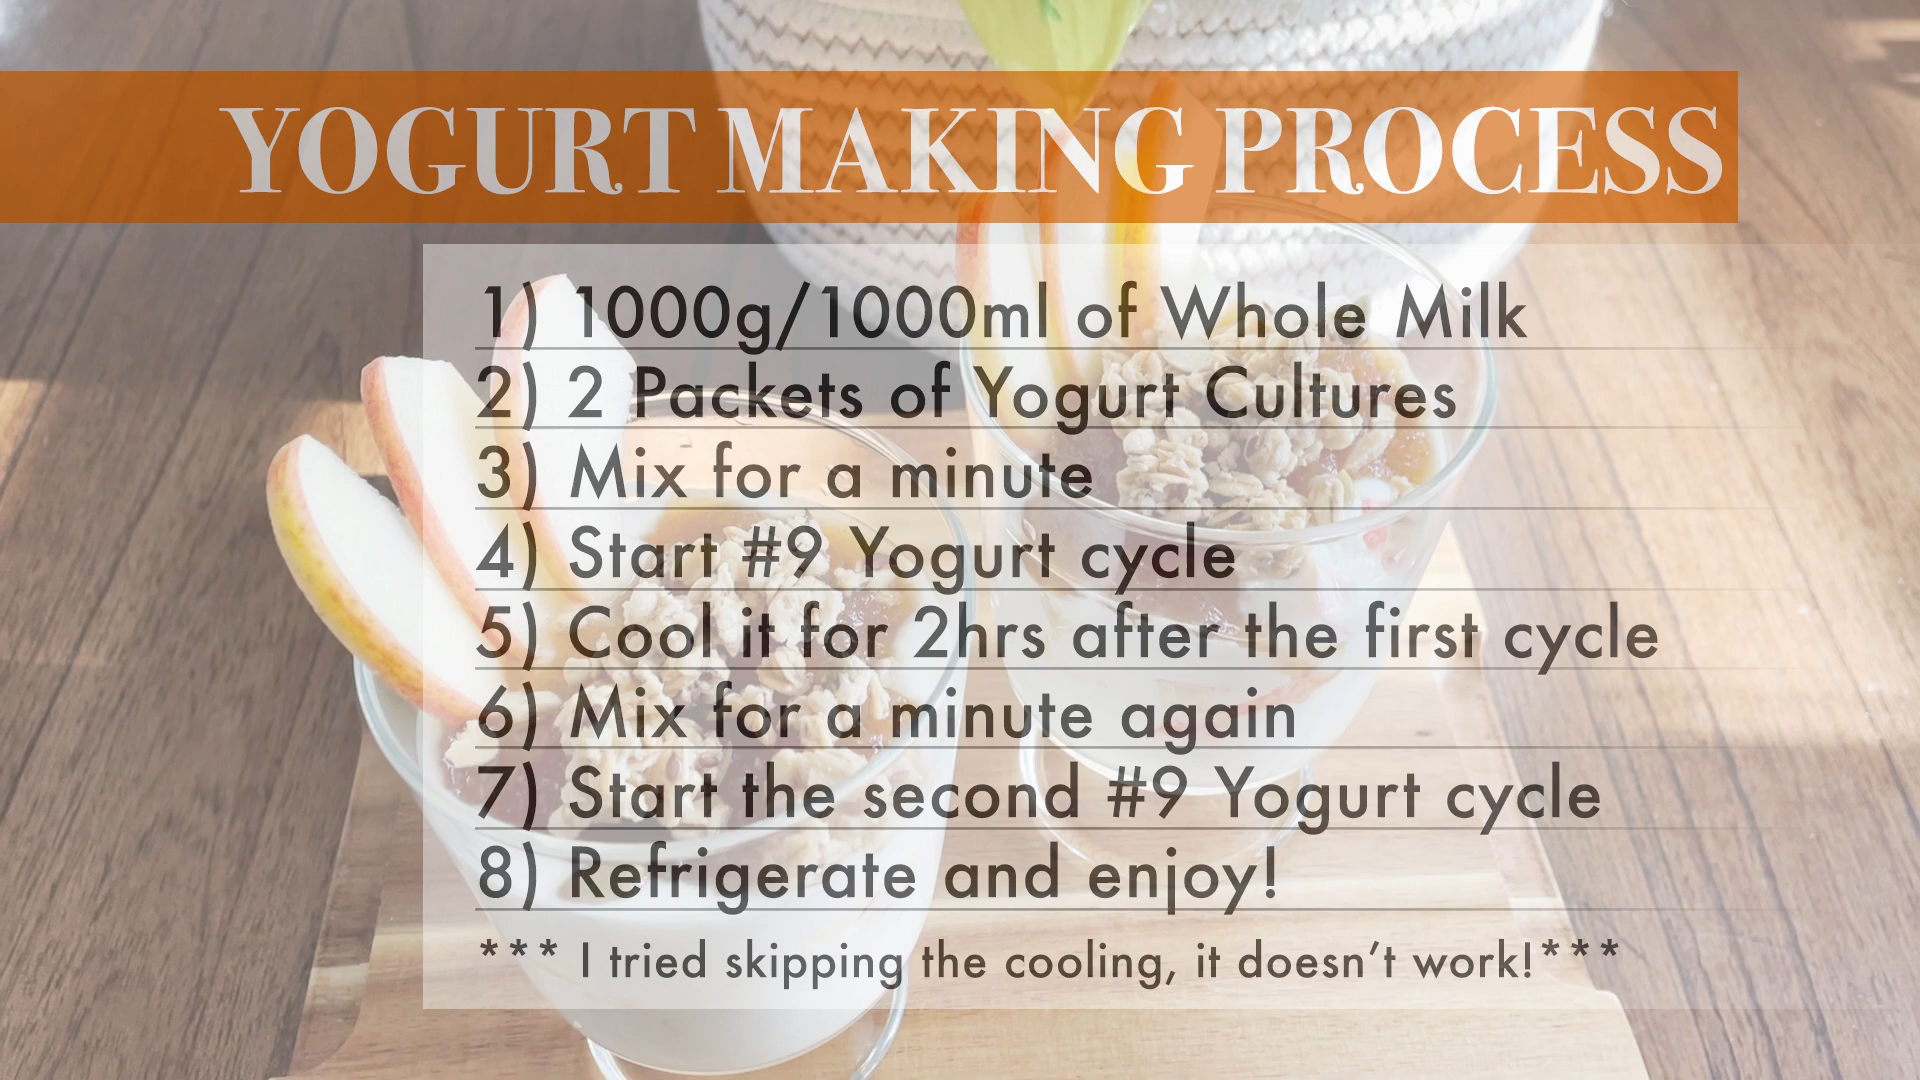 YOGURT MAKING PROCESS
1) 1000g/1000ml of Whole Milk
2) 2 Packets of Yogurt Cultures
3) Mix for a minute
4) Start #9 Yogurt cycle
5) Cool it for 2hrs after the first cycle
6) Mix for a minute again
7) Start the second #9 Yogurt cycle
8) Refrigerate and enjoy!
*** I tried skipping the cooling, it doesn’t work!***